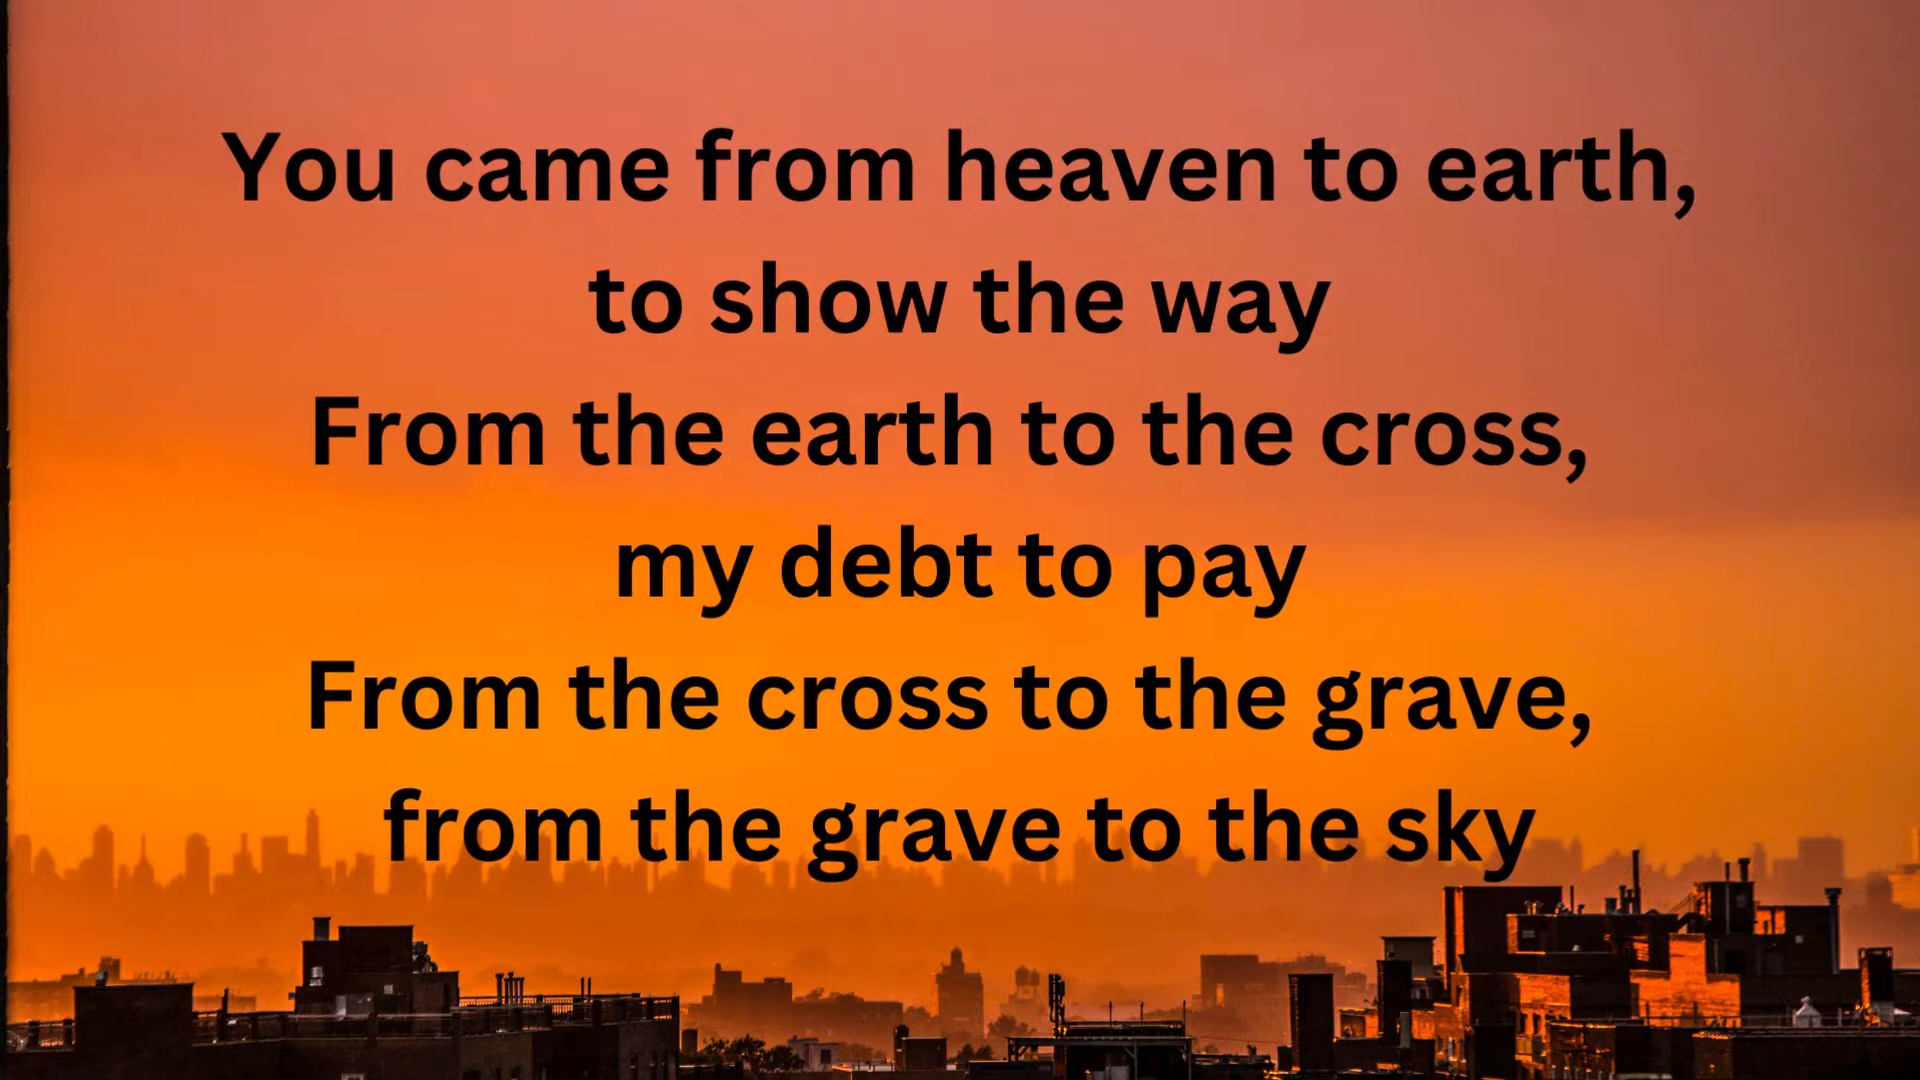 You came from heaven to earth,
to show the way
From the earth to the cross,
my debt to pay
From the cross to the grave,
from the grave to the sky